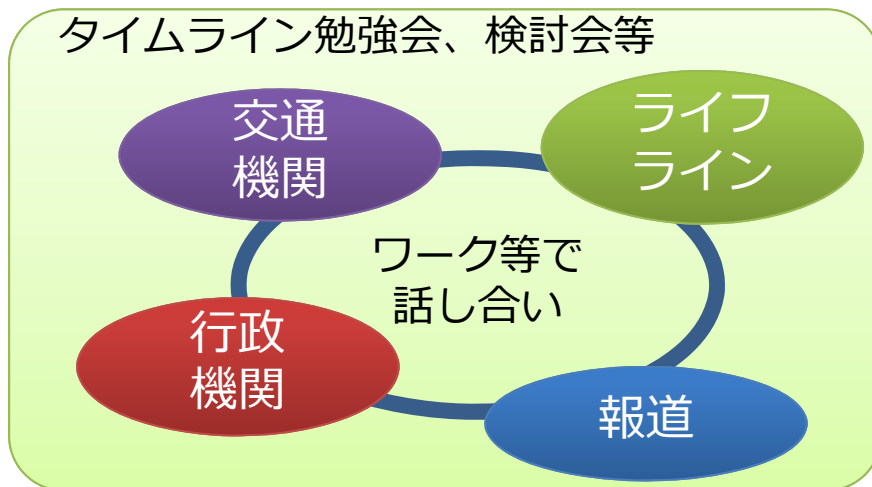 タイムライン勉強会、検討会等
交通
機関
ライフ
ライン
ワーク等で
話し合い
行政
機関
報道